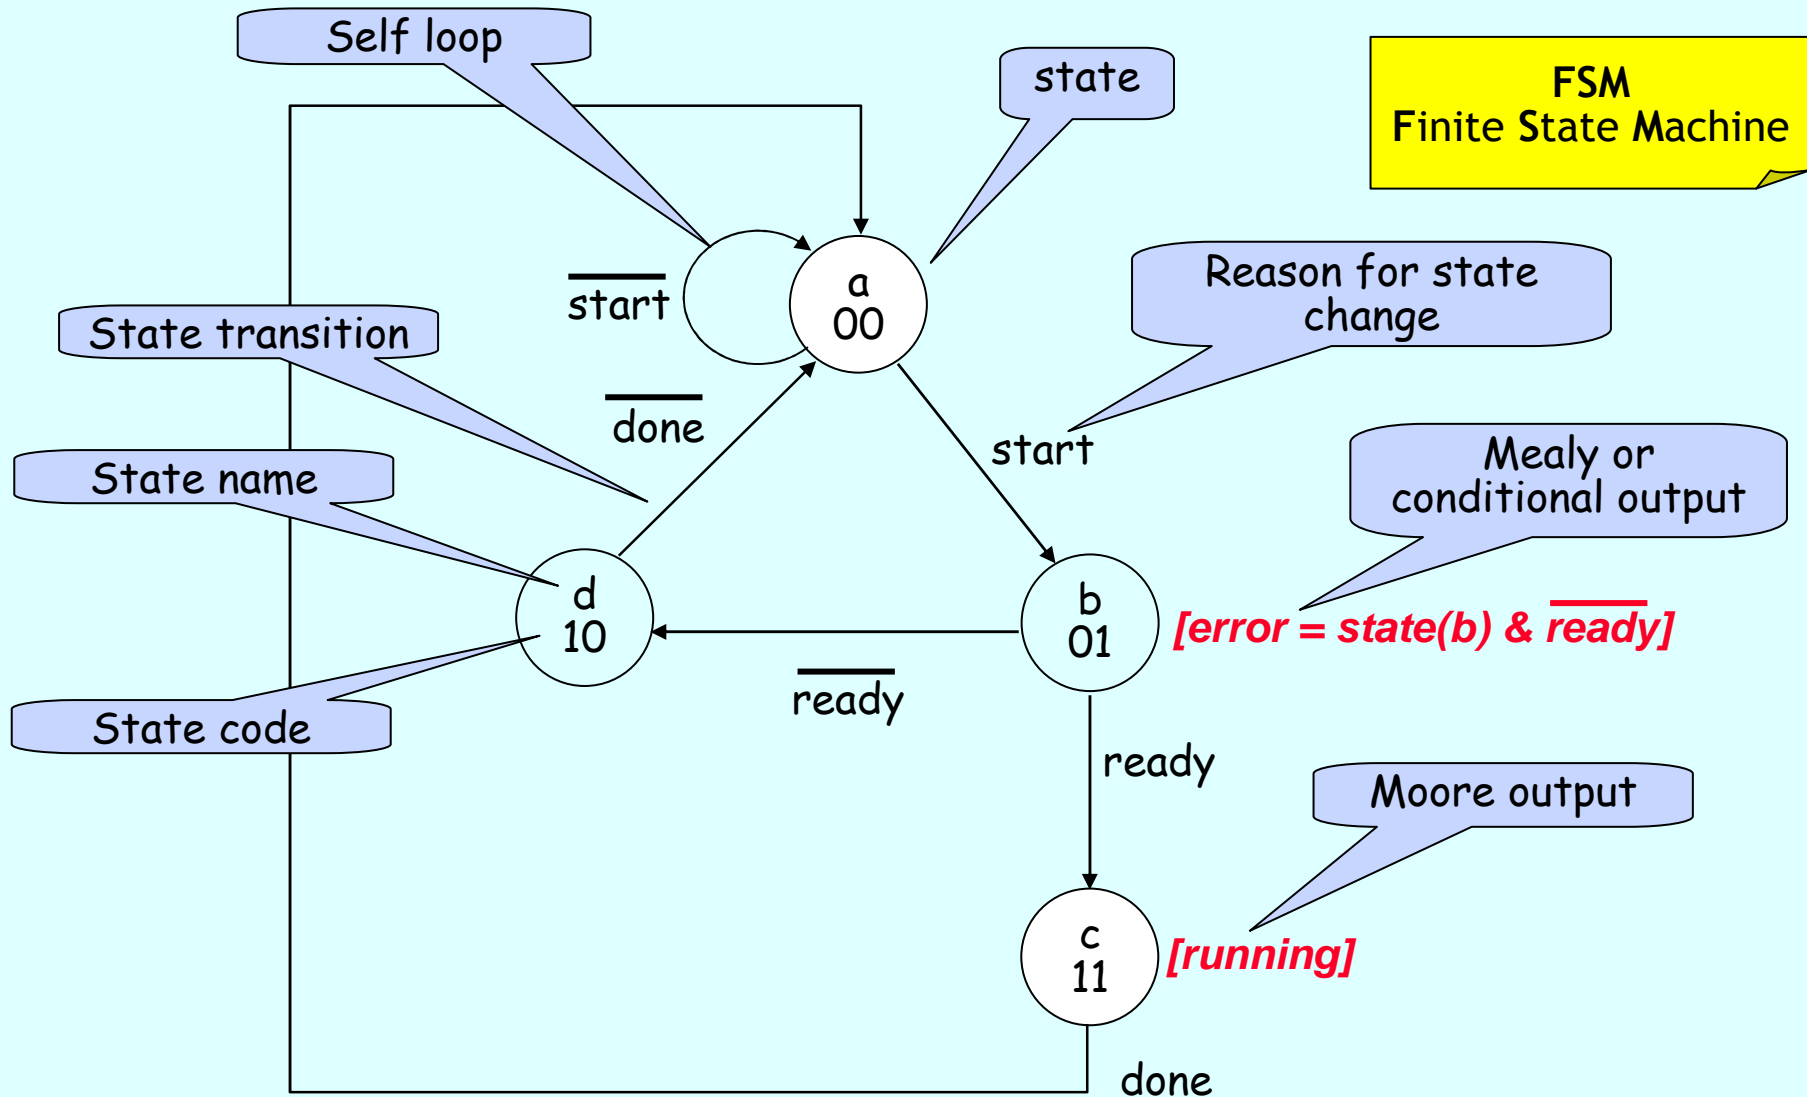 Self loop
state
FSM
Finite State Machine
a
00
start
Reason for state
change
State transition
done
start
Mealy or
conditional output
State name
d
10
b
01
[error = state(b) & ready]
ready
State code
ready
Moore output
c
11
[running]
done